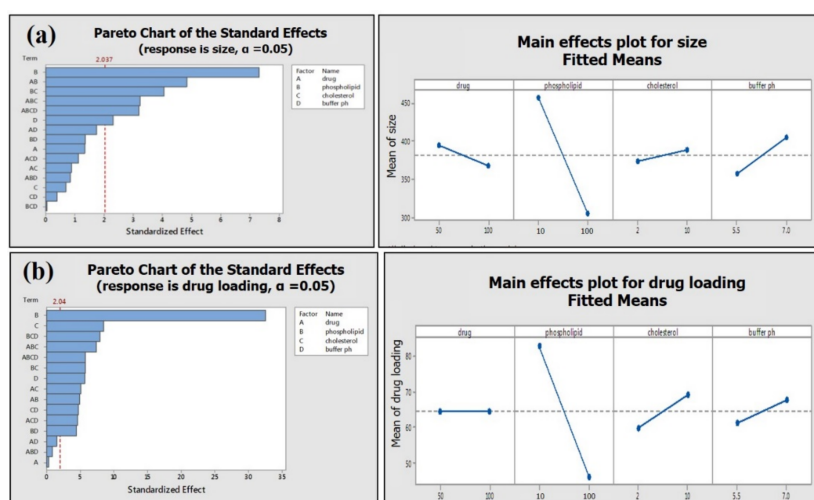 (a)
Pareto Chart of the Standard Effects
(response is size, α =0.05)
Term
2.037
B
AB
BC
ABC
ABCD
D
AD
BD
A
ACD
AC
ABD
C
CD
BCD
0 1 2 3 4 5 6 7 8
Standardized Effect
Factor Name
A drug
B phospholipid
C cholesterol
D buffer ph
Main effects plot for size
Fitted Means
drug phospholipid cholesterol buffer ph
Mean of size
450
400
350
300
50 100 10 100 2 10 5.5 7.0
(b)
Pareto Chart of the Standard Effects
(response is drug loading, α =0.05)
Term
2.04
B
C
BCD
ABC
ABCD
BC
D
AC
AB
CD
ACD
BD
AD
ABD
A
0 5 10 15 20 25 30 35
Standardized Effect
Factor Name
A drug
B phospholipid
C cholesterol
D buffer ph
Main effects plot for drug loading
Fitted Means
drug phospholipid cholesterol buffer ph
Mean of drug loading
80
70
60
50
50 100 10 100 2 10 5.5 7.0